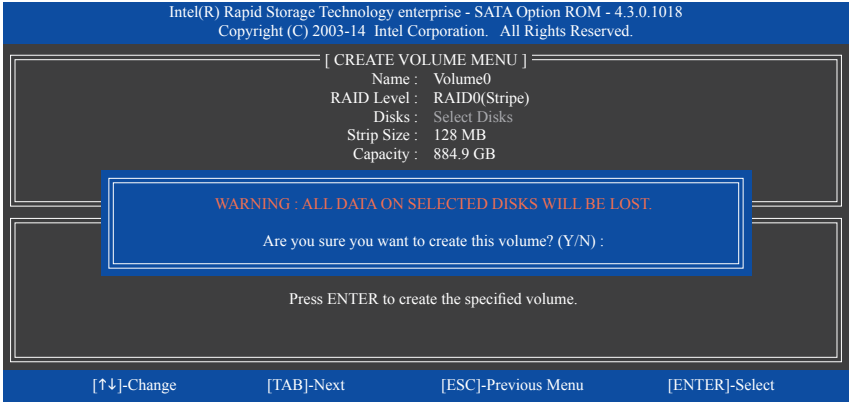 Intel(R) Rapid Storage Technology enterprise - SATA Option ROM - 4.3.0.1018
Copyright (C) 2003-14 Intel Corporation. All Rights Reserved.
[ CREATE VOLUME MENU ]
Name : Volume0
RAID Level : RAID0(Stripe)
Disks : Select Disks
Strip Size : 128 MB
Capacity : 884.9 GB
WARNING : ALL DATA ON SELECTED DISKS WILL BE LOST.
Are you sure you want to create this volume? (Y/N) :
Press ENTER to create the specified volume.
[↑↓]-Change [TAB]-Next [ESC]-Previous Menu [ENTER]-Select